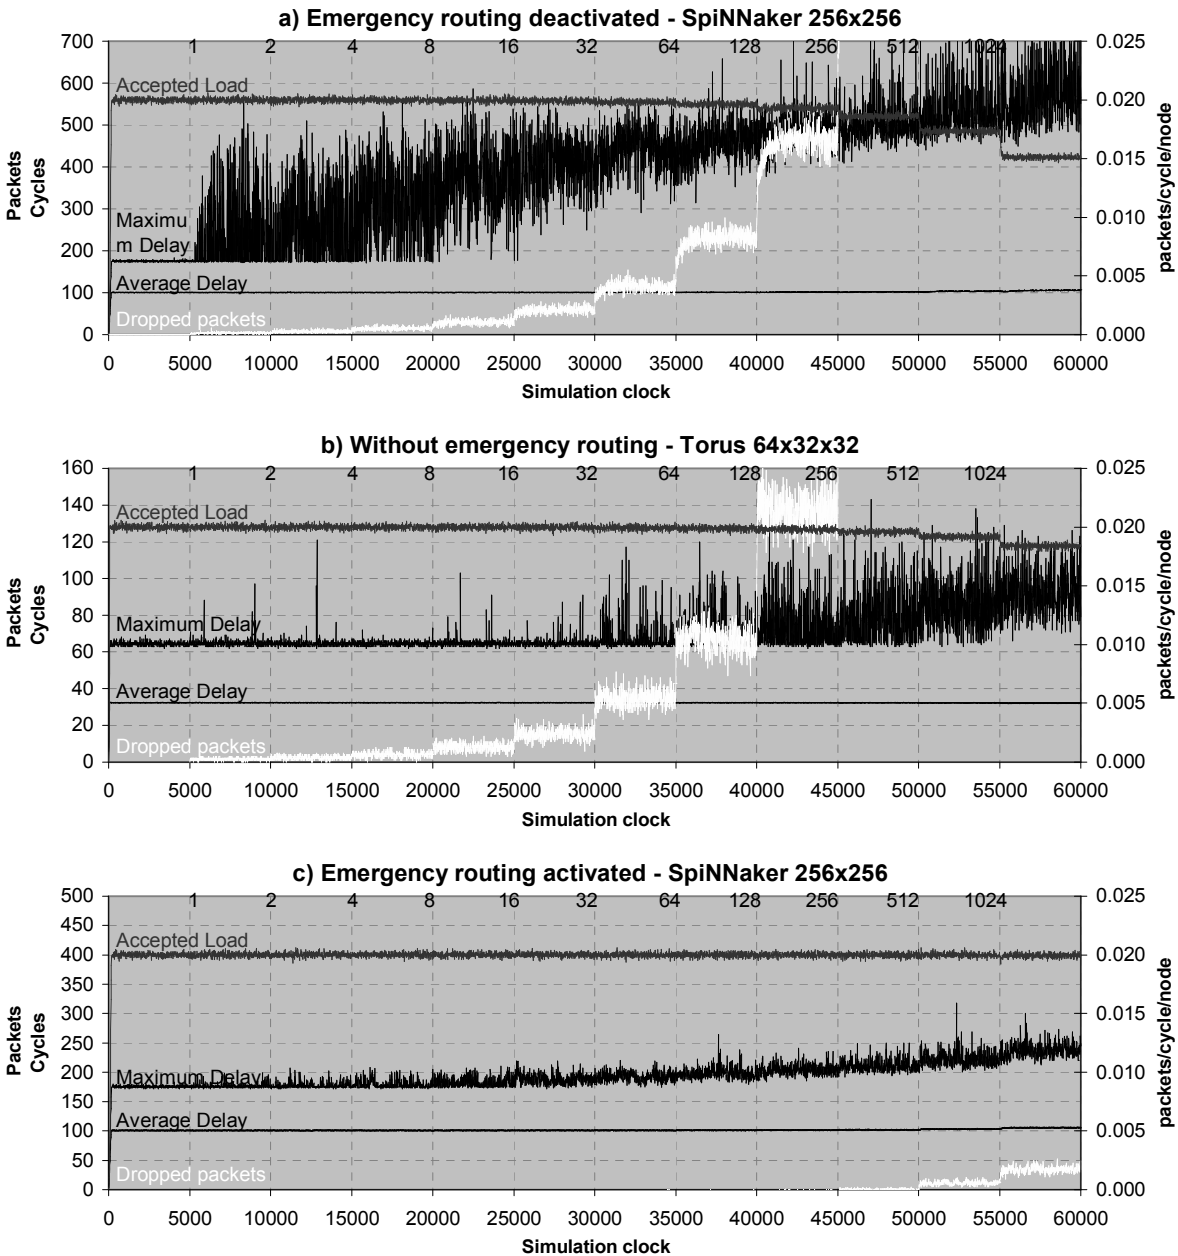 a) Emergency routing deactivated - SpiNNaker 256x256
700 1 2 4 8 16 32 64 128 256 512 1024 0.025
600
Accepted Load
0.020
500
400
0.015
300
0.010
Maximu
m Delay
200
Average Delay
0.005
100
Dropped packets
0 0.000
Packets
Cycles
packets/cycle/node
0 5000 10000 15000 20000 25000 30000 35000 40000 45000 50000 55000 60000
Simulation clock
b) Without emergency routing - Torus 64x32x32
160 1 2 4 8 16 32 64 128 256 512 1024 0.025
140
Accepted Load
0.020
120
100
0.015
80
Maximum Delay
0.010
60
40
Average Delay
0.005
20
Dropped packets
0 0.000
Packets
Cycles
packets/cycle/node
0 5000 10000 15000 20000 25000 30000 35000 40000 45000 50000 55000 60000
Simulation clock
c) Emergency routing activated - SpiNNaker 256x256
500 1 2 4 8 16 32 64 128 256 512 1024 0.025
450
Accepted Load
400 0.020
350
300 0.015
250
200 0.010
Maximum Delay
150
Average Delay
100 0.005
50
Dropped packets
0 0.000
Packets
Cycles
packets/cycle/node
0 5000 10000 15000 20000 25000 30000 35000 40000 45000 50000 55000 60000
Simulation clock